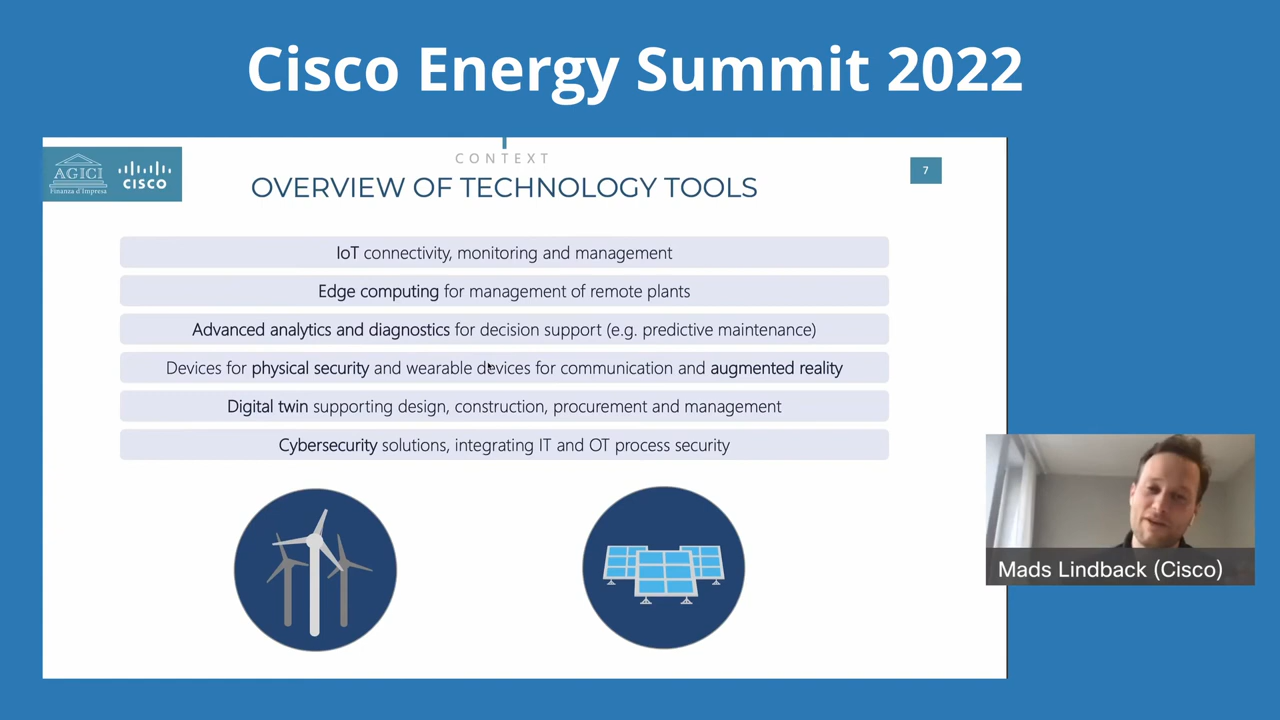 Cisco Energy Summit 2022
AGICI
Finanza d'Impresa
CISCO
CONTEXT
7
OVERVIEW OF TECHNOLOGY TOOLS
IoT connectivity, monitoring and management
Edge computing for management of remote plants
Advanced analytics and diagnostics for decision support (e.g. predictive maintenance)
Devices for physical security and wearable devices for communication and augmented reality
Digital twin supporting design, construction, procurement and management
Cybersecurity solutions, integrating IT and OT process security
Mads Lindback (Cisco)